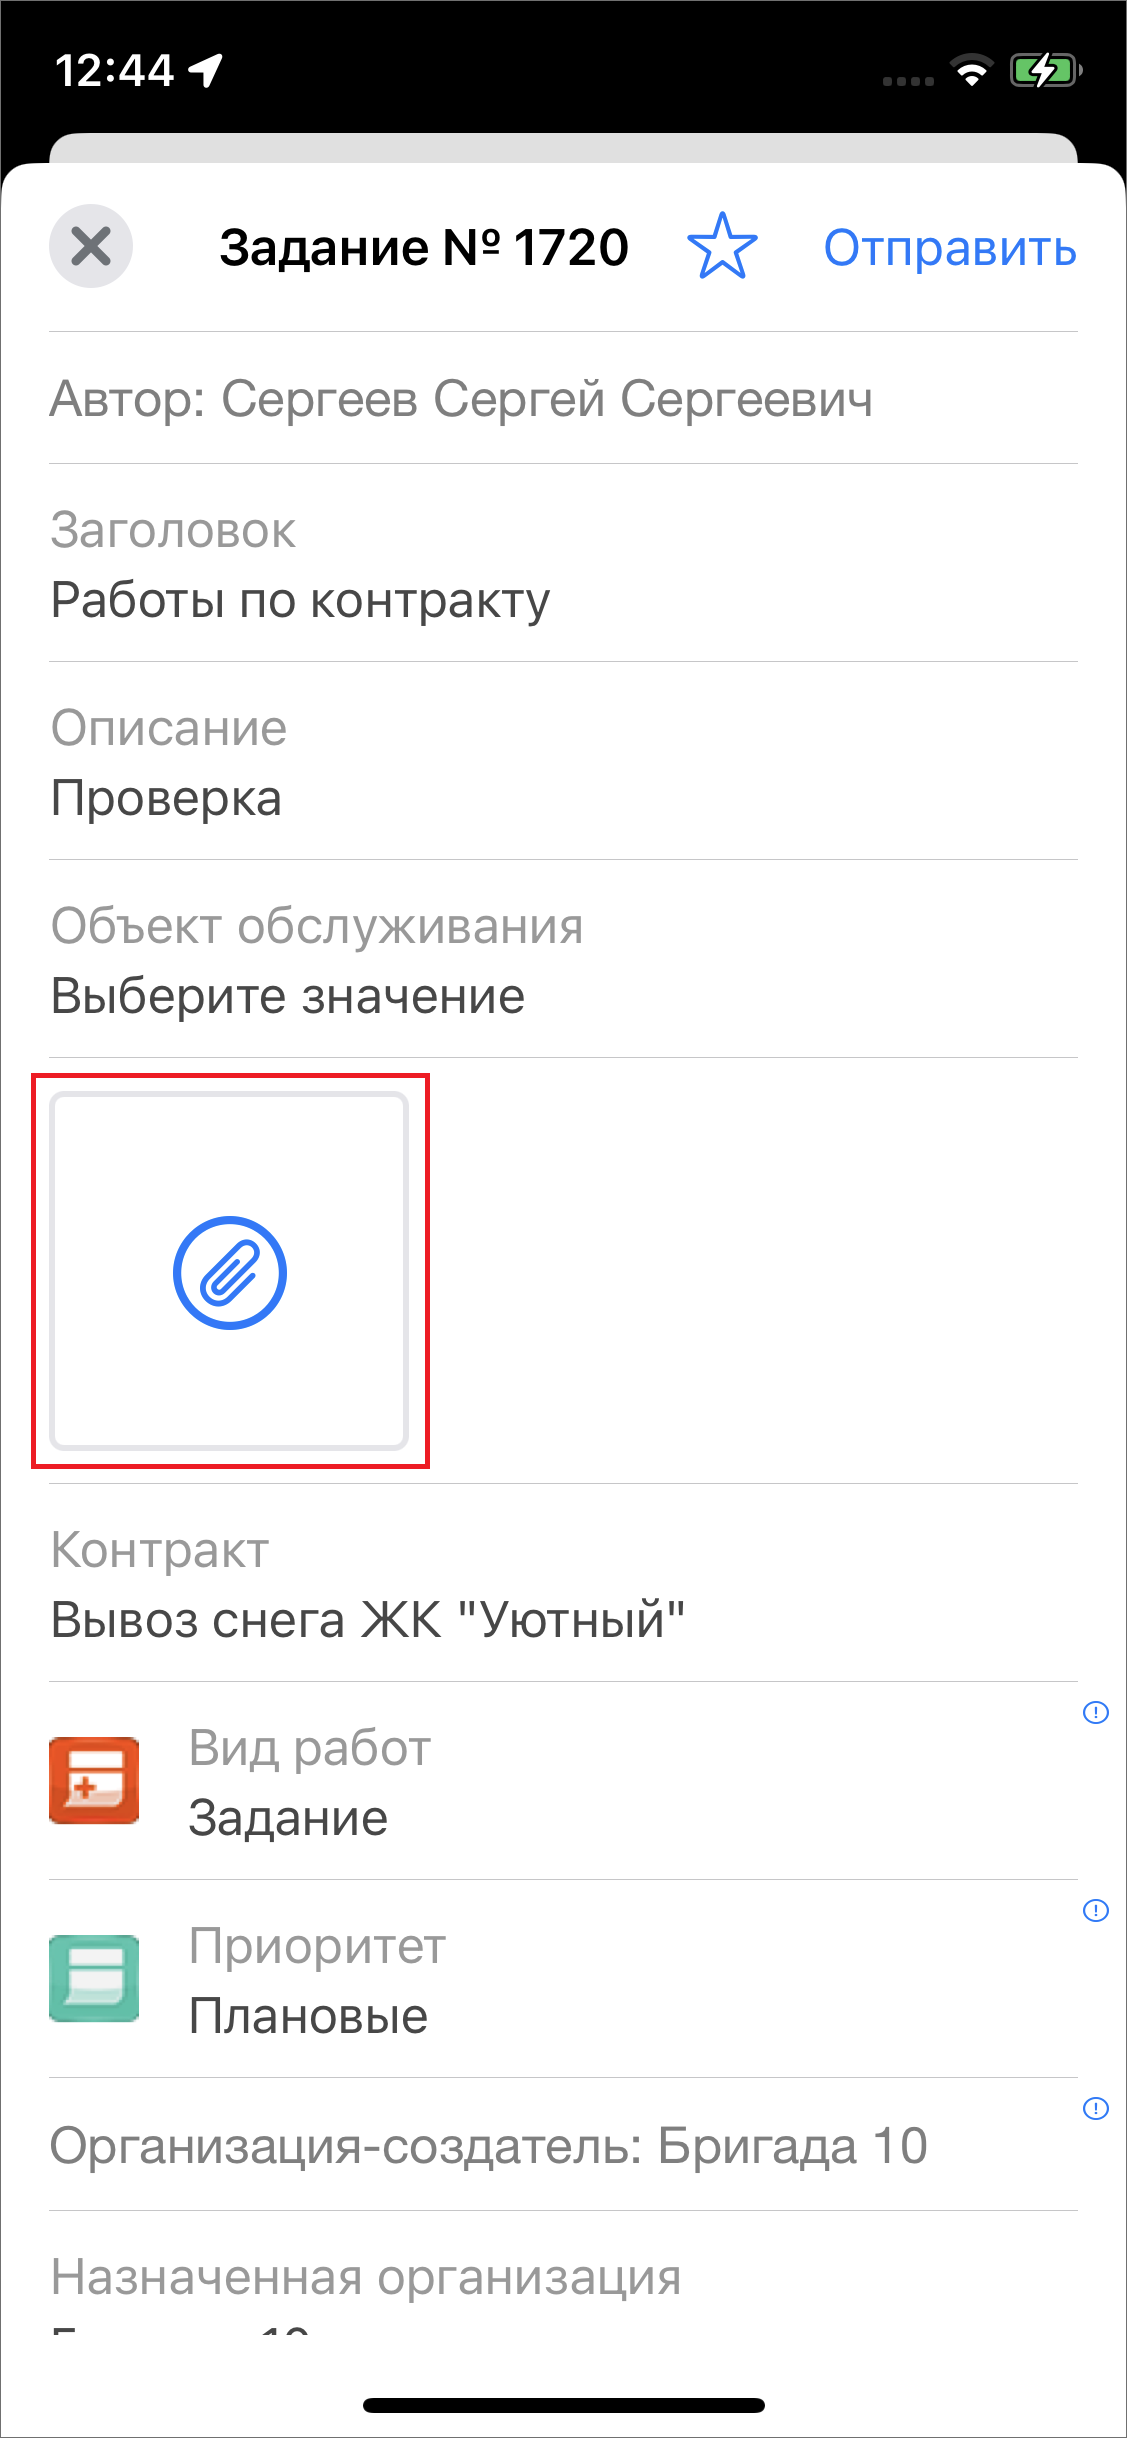 12:44
Задание № 1720
Отправить
Автор: Сергеев Сергей Сергеевич
Заголовок
Работы по контракту
Описание
Проверка
Объект обслуживания
Выберите значение
Контракт
Вывоз снега ЖК "Уютный"
Вид работ
Задание
Приоритет
Плановые
Организация-создатель: Бригада 10
Назначенная организация